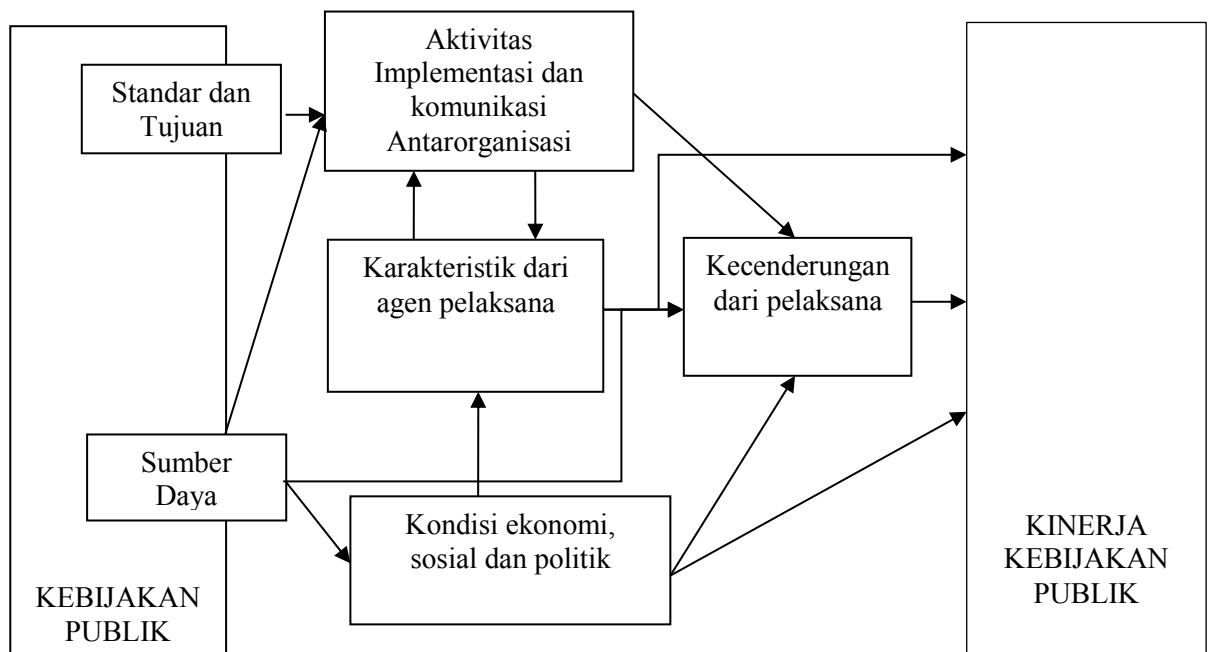 Aktivitas
Implementasi dan
komunikasi
Antarorganisasi
Standar dan
Tujuan
Karakteristik dari
agen pelaksana
Kecenderungan
dari pelaksana
Sumber
Daya
Kondisi ekonomi,
sosial dan politik
KEBIJAKAN
PUBLIK
KINERJA
KEBIJAKAN
PUBLIK